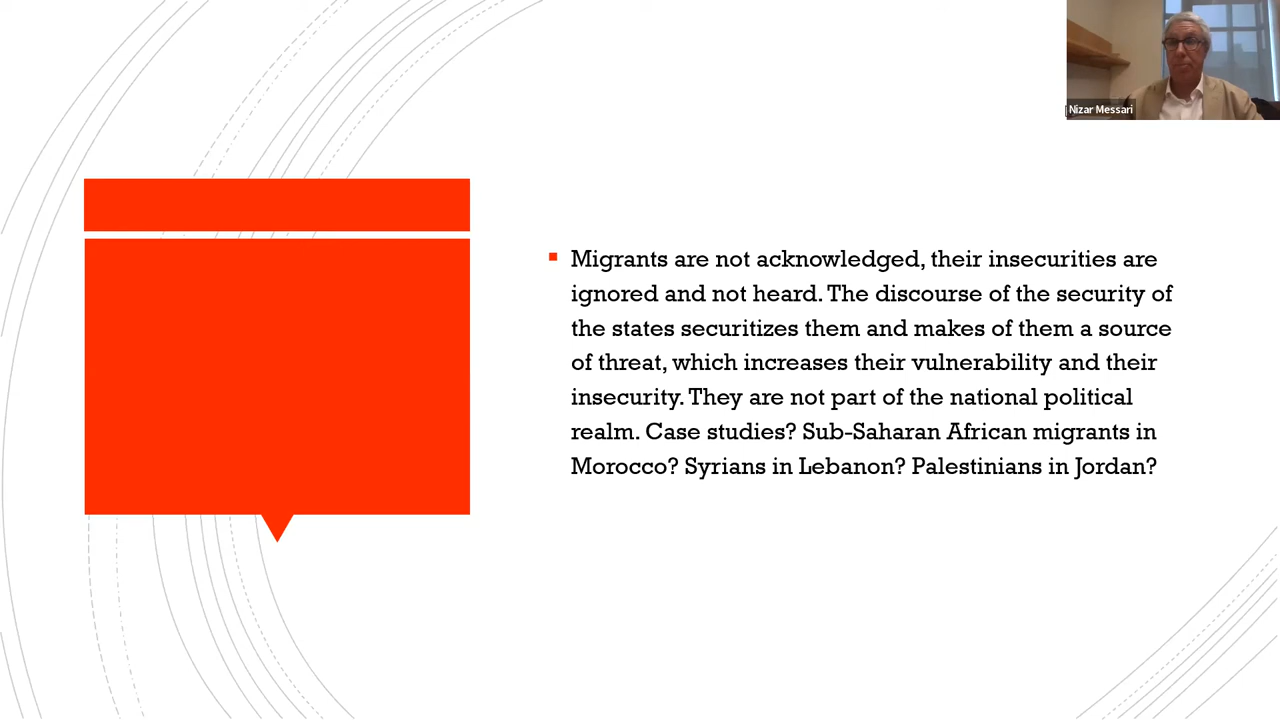 Nizar Messari
Migrants are not acknowledged, their insecurities are
ignored and not heard. The discourse of the security of
the states securitizes them and makes of them a source
of threat, which increases their vulnerability and their
insecurity. They are not part of the national political
realm. Case studies? Sub-Saharan African migrants in
Morocco? Syrians in Lebanon? Palestinians in Jordan?